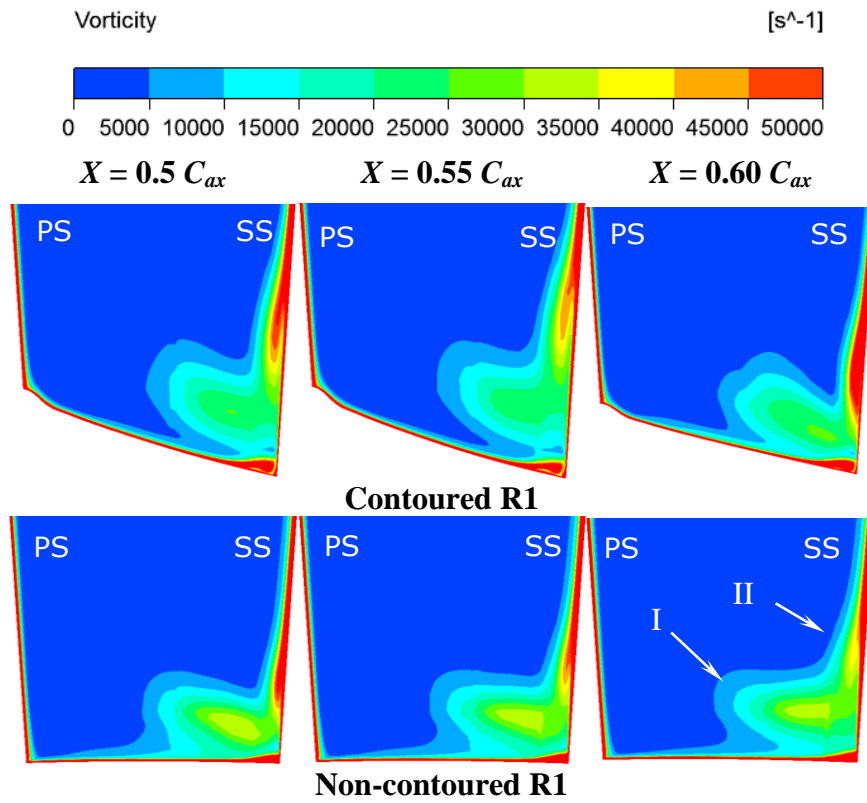 Vorticity [s^-1]
0 5000 10000 15000 20000 25000 30000 35000 40000 45000 50000
X = 0.5 Cax X = 0.55 Cax X = 0.60 Cax
PS SS PS SS PS SS
Contoured R1
PS SS PS SS PS SS
I II
Non-contoured R1